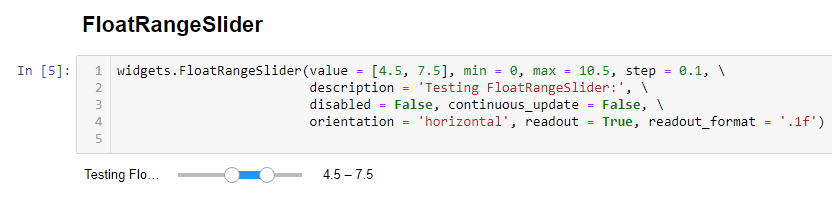 FloatRangeSlider
In [5]:
1 widgets.FloatRangeSlider(value = [4.5, 7.5], min = 0, max = 10.5, step = 0.1, \
2 description = 'Testing FloatRangeSlider:', \
3 disabled = False, continuous_update = False, \
4 orientation = 'horizontal', readout = True, readout_format = '.1f')
5
Testing Flo... 4.5 – 7.5